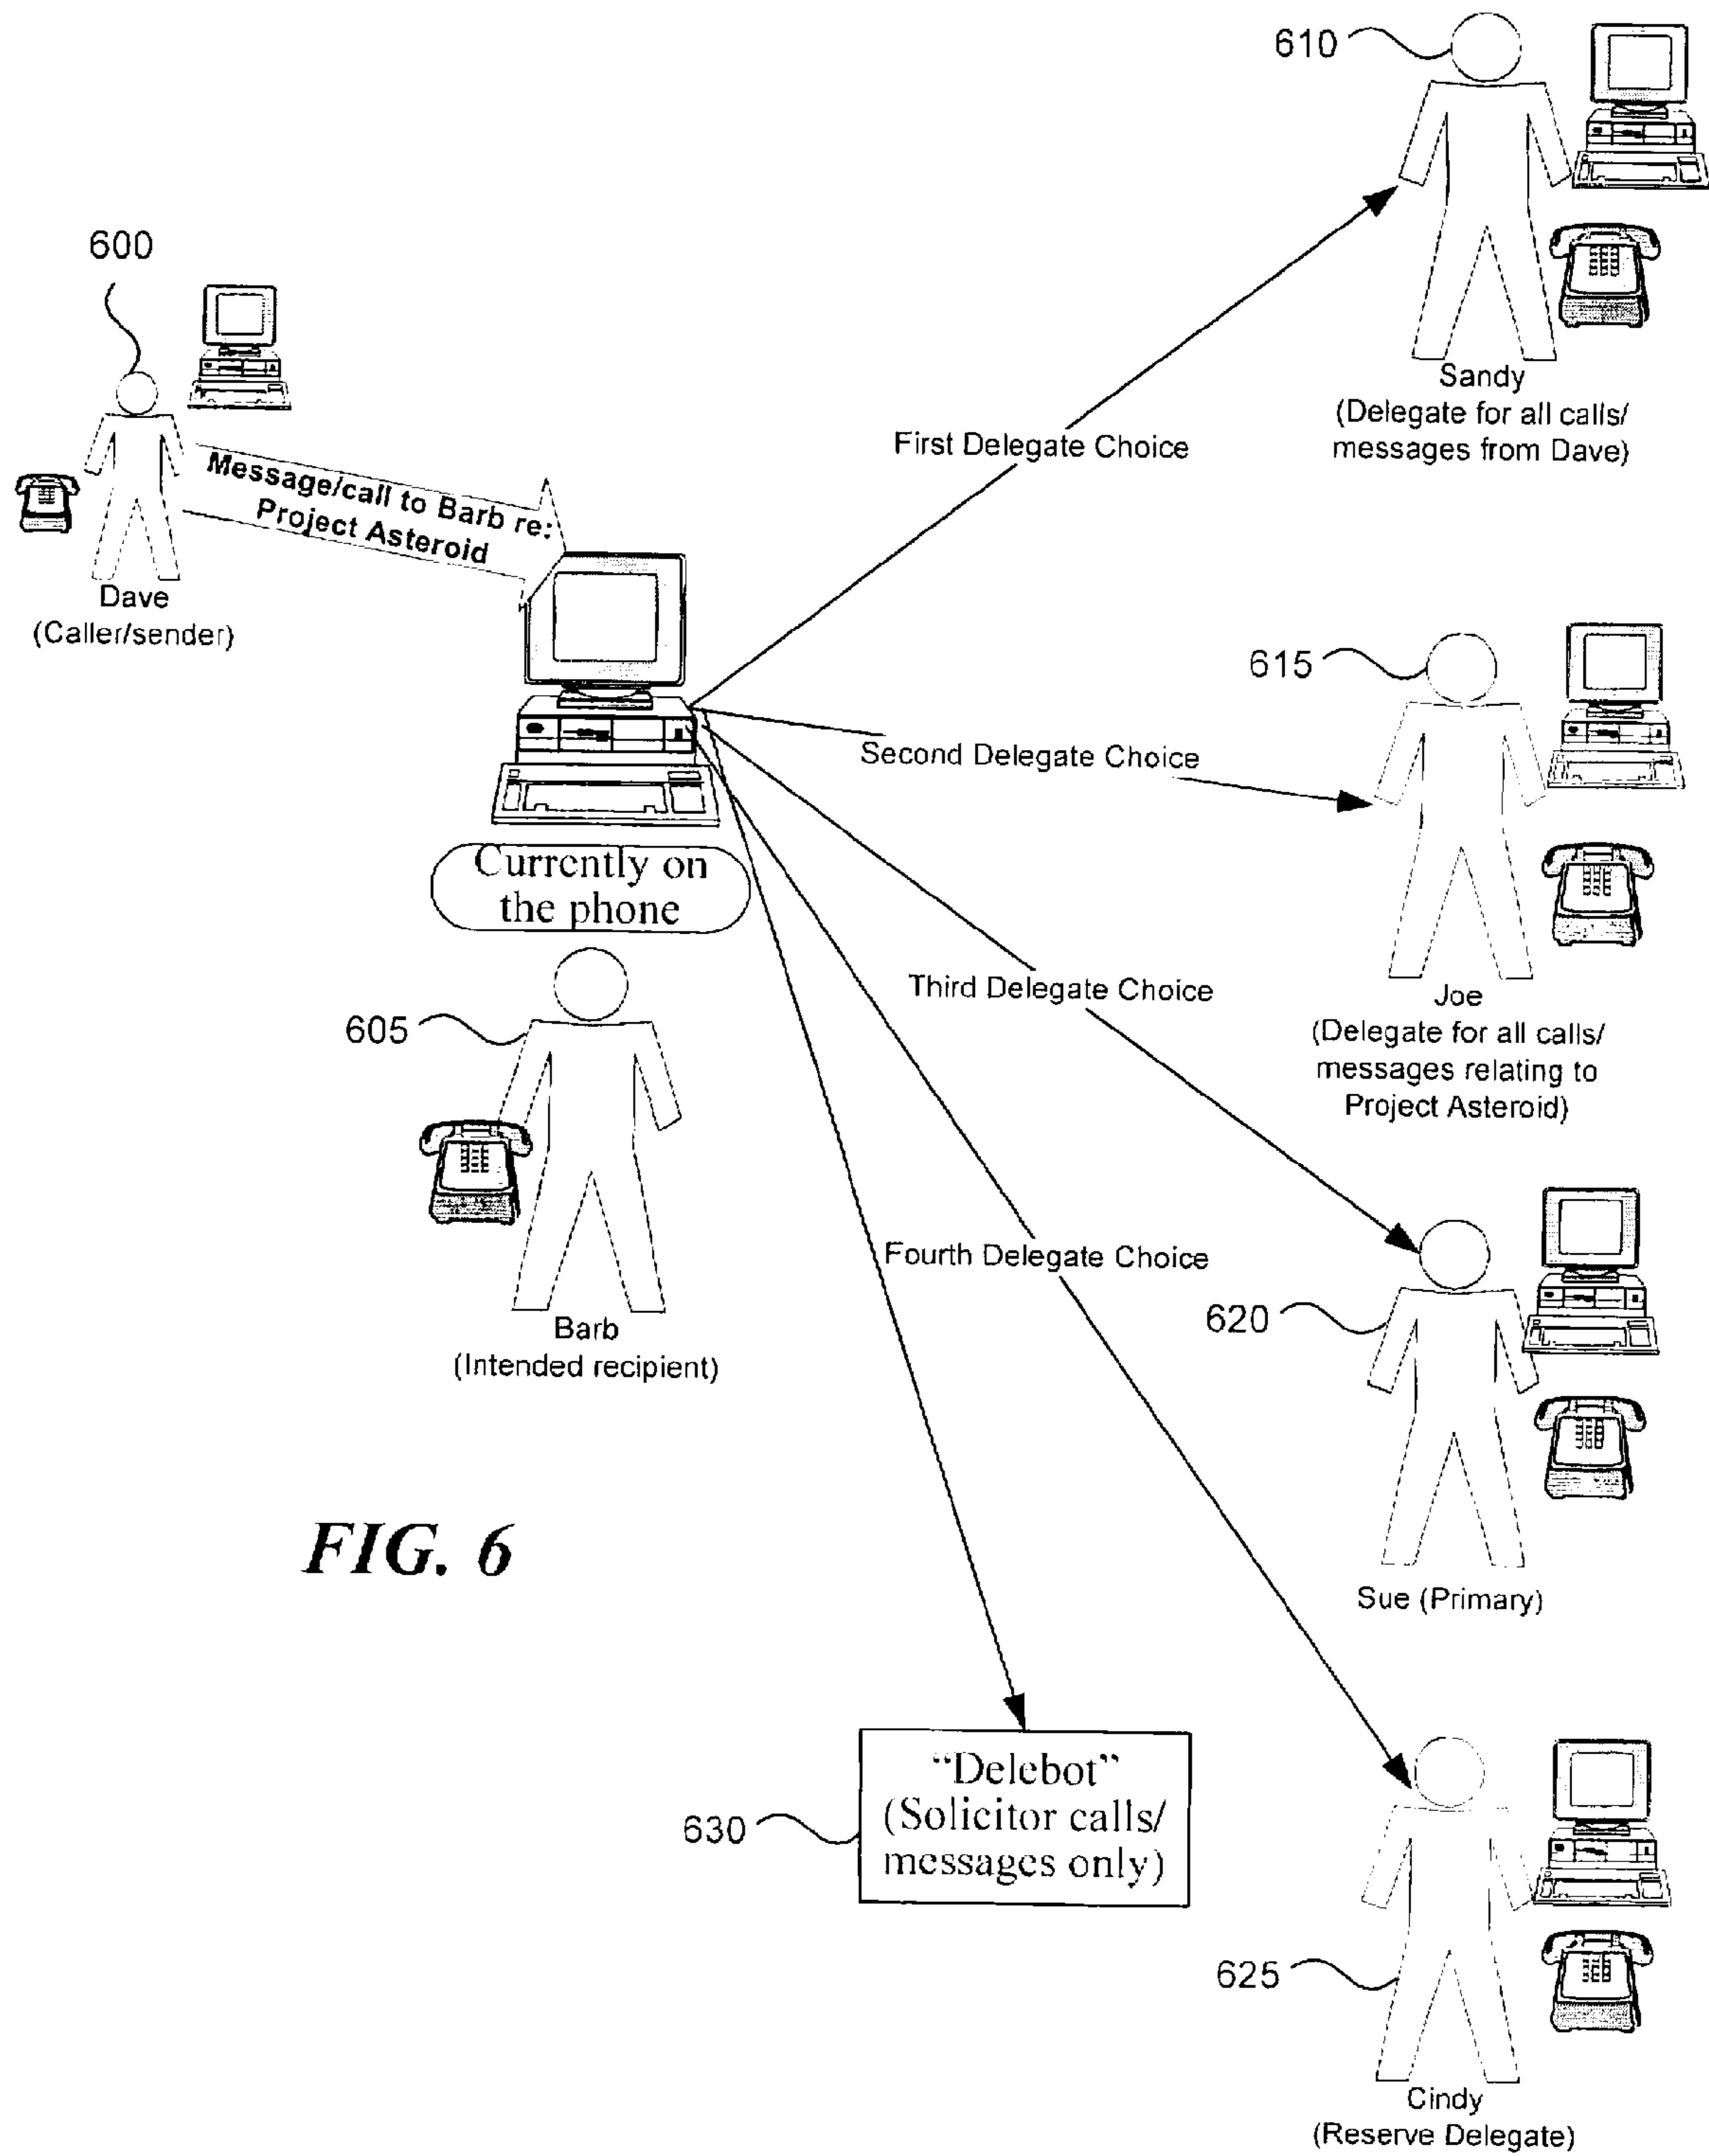 610
Sandy
(Delegate for all calls/
messages from Dave)
600
Message/call to Barb re:
Project Asteroid
Dave
(Caller/sender)
First Delegate Choice
615
Second Delegate Choice
Joe
(Delegate for all calls/
messages relating to
Project Asteroid)
Currently on
the phone
605
Barb
(Intended recipient)
Third Delegate Choice
620
Sue (Primary)
Fourth Delegate Choice
FIG. 6
630
“Delebot”
(Solicitor calls/
messages only)
625
Cindy
(Reserve Delegate)